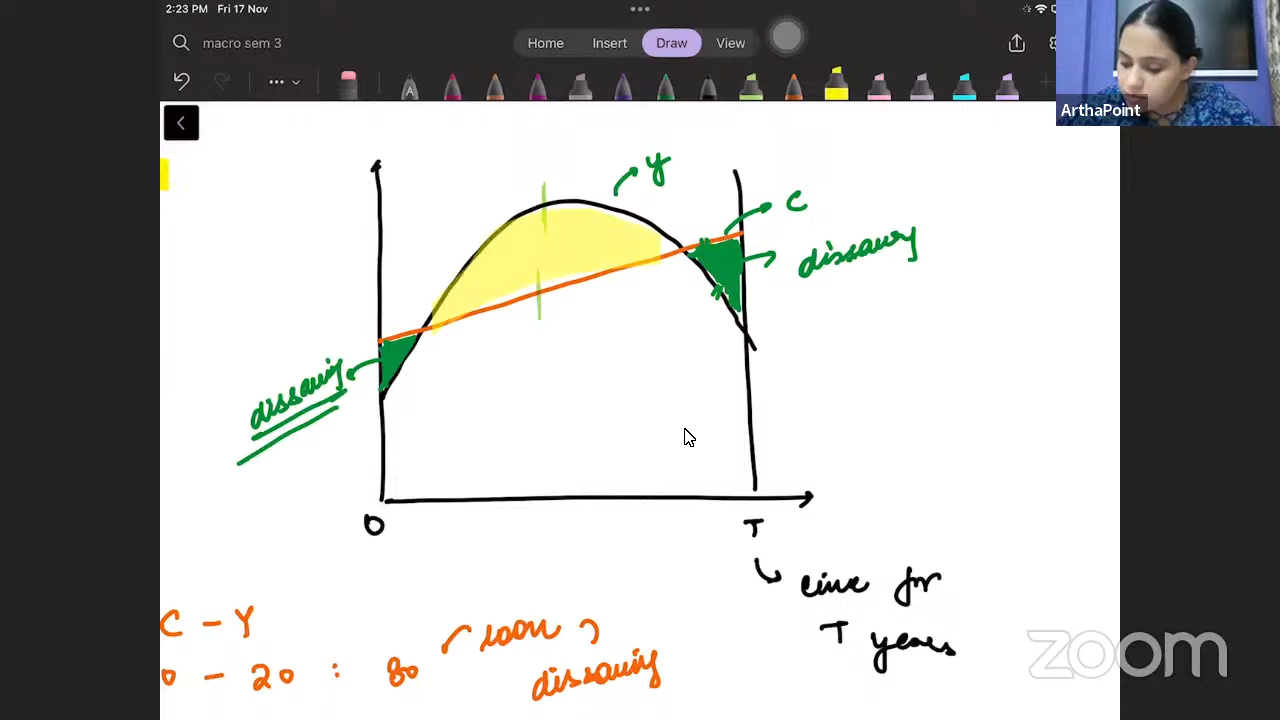 2:23 PM Fri 17 Nov
macro sem 3
Home Insert Draw View
A
ArthaPoint
y
C
dissaving
dissaving
0
T
live for
T years
C - Y
0 - 20 : 80
loan
dissaving
zoom